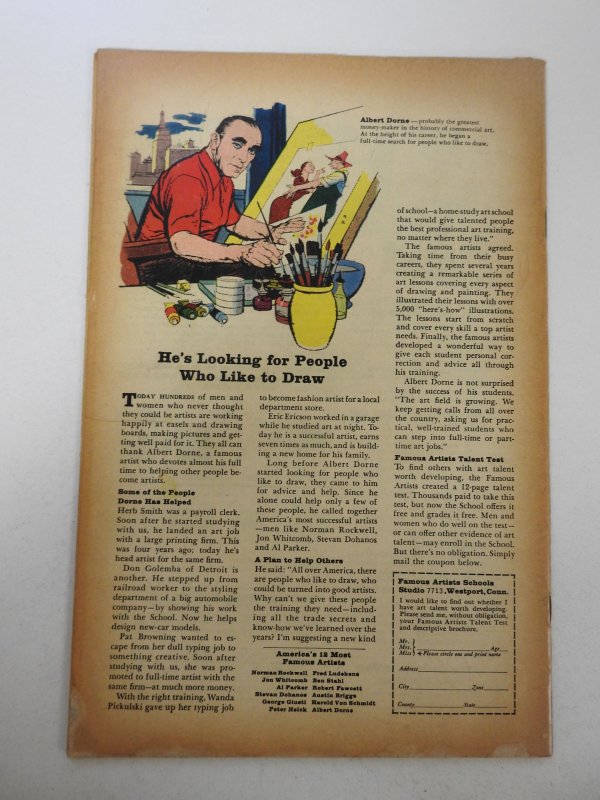 Albert Dorne — probably the greatest
money-maker in the history of commercial art.
At the height of his career, he began a
full-time search for people who like to draw.
He's Looking for People
Who Like to Draw
TODAY HUNDREDS of men and
women who never thought
they could be artists are working
happily at easels and drawing
boards, making pictures and get-
ting well paid for it. They all can
thank Albert Dorne, a famous
artist who devotes almost his full
time to helping other people be-
come artists.
Some of the People
Dorne Has Helped
Herb Smith was a payroll clerk.
Soon after he started studying
with us, he landed an art job
with a large printing firm. This
was four years ago; today he's
head artist for the same firm.
Don Golemba of Detroit is
another. He stepped up from
railroad worker to the styling
department of a big automobile
company—by showing his work
with the School. Now he helps
design new-car models.
Pat Browning wanted to es-
cape from her dull typing job to
something creative. Soon after
studying with us, she was pro-
moted to full-time artist with the
same firm—at much more money.
With the right training, Wanda
Pickulski gave up her typing job
to become fashion artist for a local
department store.
Eric Ericson worked in a garage
while he studied art at night. To-
day he is a successful artist, earns
seven times as much, and is build-
ing a new home for his family.
Long before Albert Dorne
started looking for people who
like to draw, they came to him
for advice and help. Since he
alone could help only a few of
these people, he called together
America's most successful artists
—men like Norman Rockwell,
Jon Whitcomb, Stevan Dohanos
and Al Parker.
A Plan to Help Others
He said: "All over America, there
are people who like to draw, who
could be turned into good artists.
Why can't we give these people
the training they need—includ-
ing all the trade secrets and
know-how we've learned over the
years? I'm suggesting a new kind
America's 12 Most
Famous Artists
Norman Rockwell Fred Ludekens
Jon Whitcomb Ben Stahl
Al Parker Robert Fawcett
Stevan Dohanos Austin Briggs
George Giusti Harold Von Schmidt
Peter Helck Albert Dorne
of school—a home study art school
that would give talented people
the best professional art training,
no matter where they live."
The famous artists agreed.
Taking time from their busy
careers, they spent several years
creating a remarkable series of
art lessons covering every aspect
of drawing and painting. They
illustrated their lessons with over
5,000 "here's-how" illustrations.
The lessons start from scratch
and cover every skill a top artist
needs. Finally, the famous artists
developed a wonderful way to
give each student personal cor-
rection and advice all through
his training.
Albert Dorne is not surprised
by the success of his students.
"The art field is growing. We
keep getting calls from all over
the country, asking us for prac-
tical, well-trained students who
can step into full-time or part-
time art jobs."
Famous Artists Talent Test
To find others with art talent
worth developing, the Famous
Artists created a 12-page talent
test. Thousands paid to take this
test, but now the School offers it
free and grades it free. Men and
women who do well on the test—
or can offer other evidence of art
talent—may enroll in the School.
But there's no obligation. Simply
mail the coupon below.
Famous Artists Schools
Studio 7713, Westport, Conn.
I would like to find out whether I
have art talent worth developing.
Please send me, without obligation,
your Famous Artists Talent Test
and descriptive brochure.
Mr.
Mrs. Age
Miss Please circle one and print name
Address
City Zone
County State